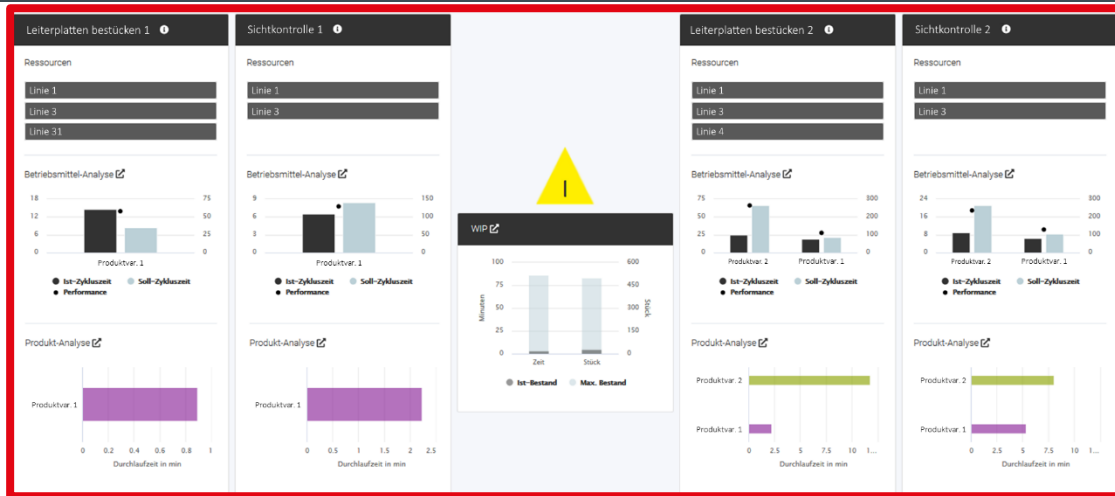 Leiterplatten bestücken 1
Ressourcen
Linie 1
Linie 3
Linie 31
Betriebsmittel-Analyse
18
12
6
0
75
50
25
0
Produktvar. 1
Ist-Zykluszeit Soll-Zykluszeit
Performance
Produkt-Analyse
Produktvar. 1
0 0.2 0.4 0.6 0.8 1
Durchlaufzeit in min
Sichtkontrolle 1
Ressourcen
Linie 1
Linie 3
Betriebsmittel-Analyse
9
6
3
0
150
100
50
0
Produktvar. 1
Ist-Zykluszeit Soll-Zykluszeit
Performance
Produkt-Analyse
Produktvar. 1
0 0.5 1 1.5 2 2.5
Durchlaufzeit in min
I
WIP
100
75
50
25
0
Minuten
600
450
300
150
0
Stück
Zeit Stück
Ist-Bestand Max. Bestand
Leiterplatten bestücken 2
Ressourcen
Linie 1
Linie 3
Linie 4
Betriebsmittel-Analyse
75
50
25
0
300
200
100
0
Produktvar. 2 Produktvar. 1
Ist-Zykluszeit Soll-Zykluszeit
Performance
Produkt-Analyse
Produktvar. 2
Produktvar. 1
0 2.5 5 7.5 10 1...
Durchlaufzeit in min
Sichtkontrolle 2
Ressourcen
Linie 1
Linie 3
Betriebsmittel-Analyse
24
16
8
0
300
200
100
0
Produktvar. 2 Produktvar. 1
Ist-Zykluszeit Soll-Zykluszeit
Performance
Produkt-Analyse
Produktvar. 2
Produktvar. 1
0 2.5 5 7.5 10 1...
Durchlaufzeit in min